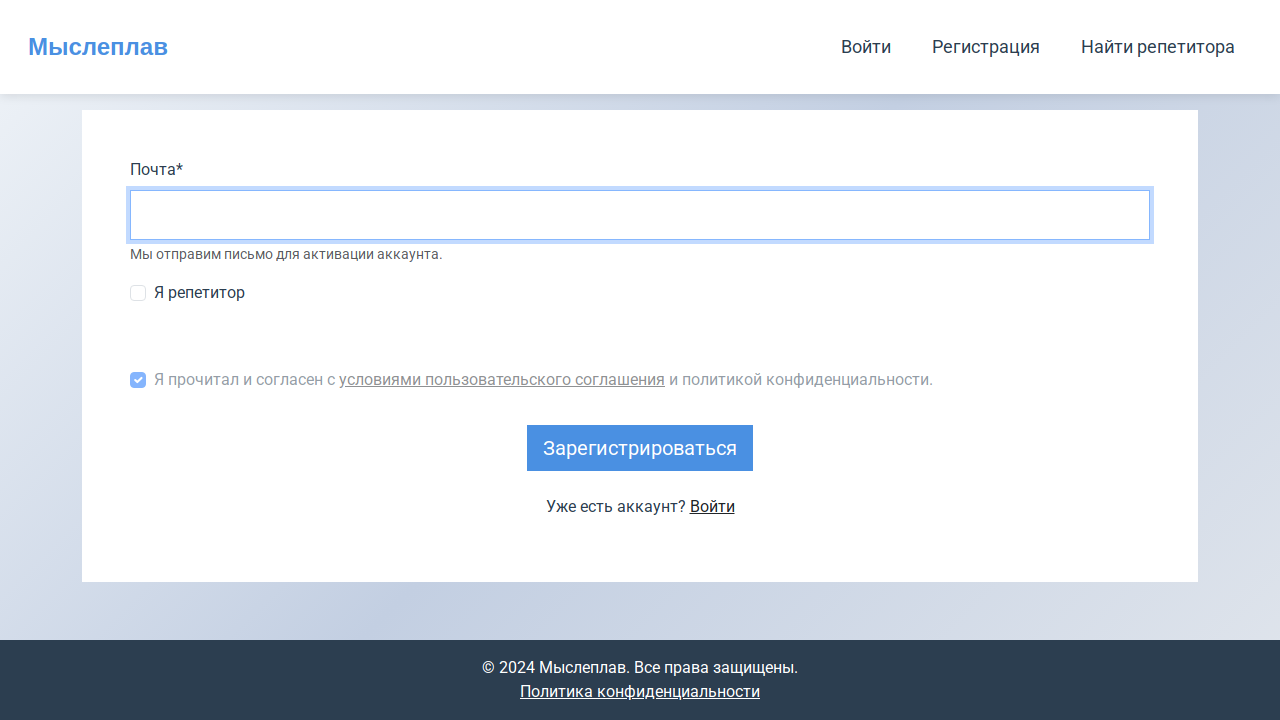 Мыслеплав
Войти
Регистрация
Найти репетитора
Почта*
Мы отправим письмо для активации аккаунта.
Я репетитор
Я прочитал и согласен с условиями пользовательского соглашения и политикой конфиденциальности.
Зарегистрироваться
Уже есть аккаунт? Войти
© 2024 Мыслеплав. Все права защищены.
Политика конфиденциальности